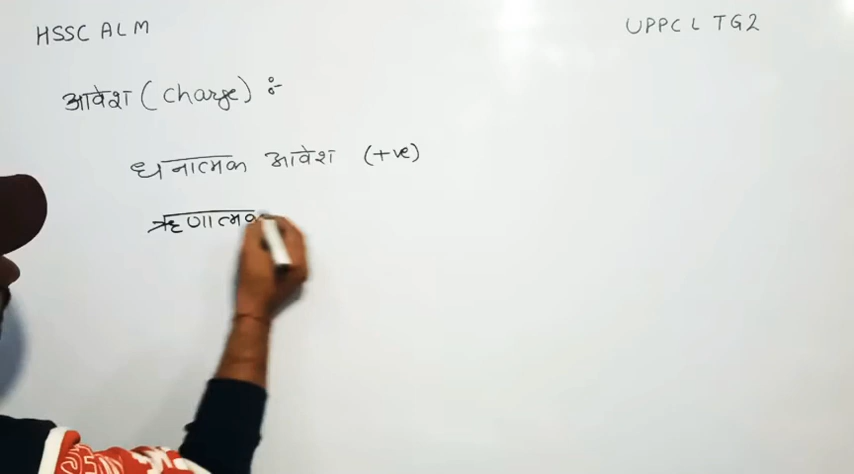 HSSC ALM
UPPCL TG2
आवेश (charge) :-
धनात्मक आवेश (+ve)
ऋणात्मक